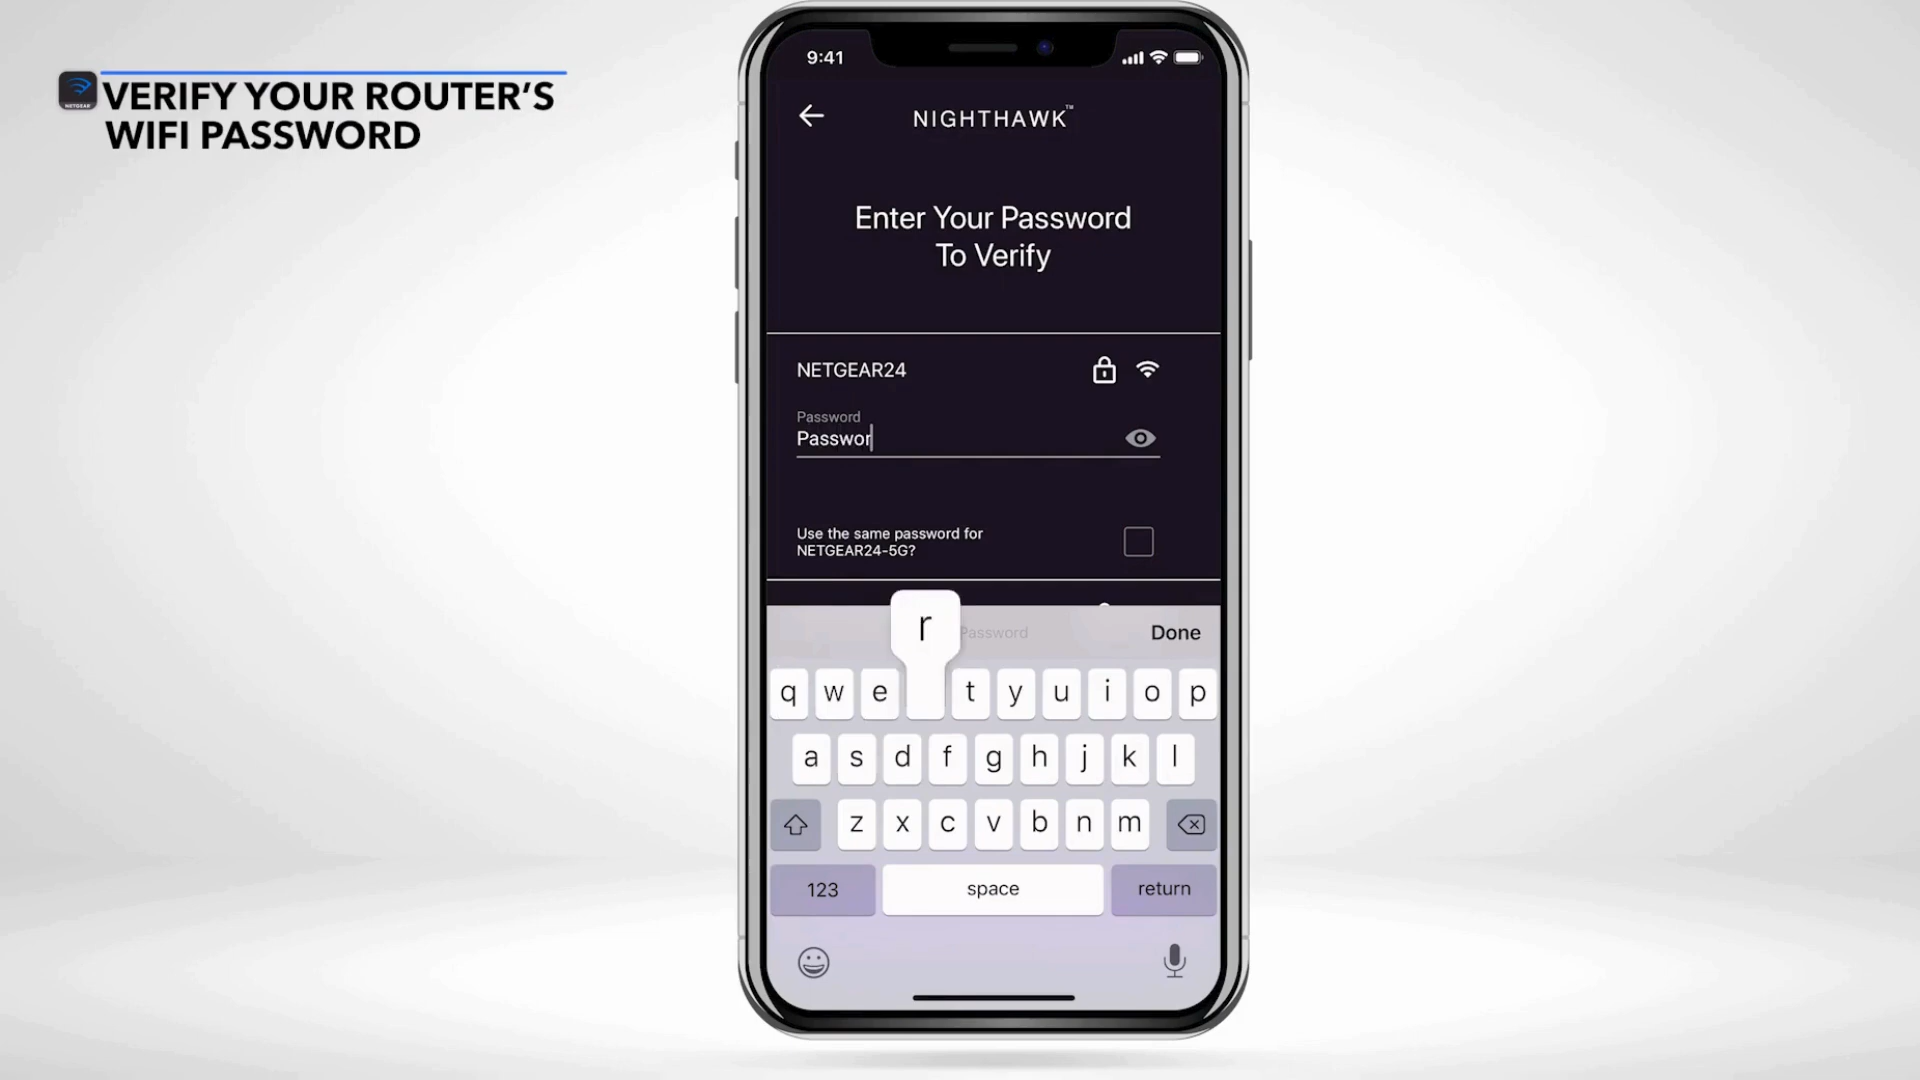 NETGEAR
VERIFY YOUR ROUTER'S
WIFI PASSWORD
9:41
NIGHTHAWK™
Enter Your Password
To Verify
NETGEAR24
Password
Passwor
Use the same password for
NETGEAR24-5G?
r
Password
Done
q w e t y u i o p
a s d f g h j k l
z x c v b n m
123 space return